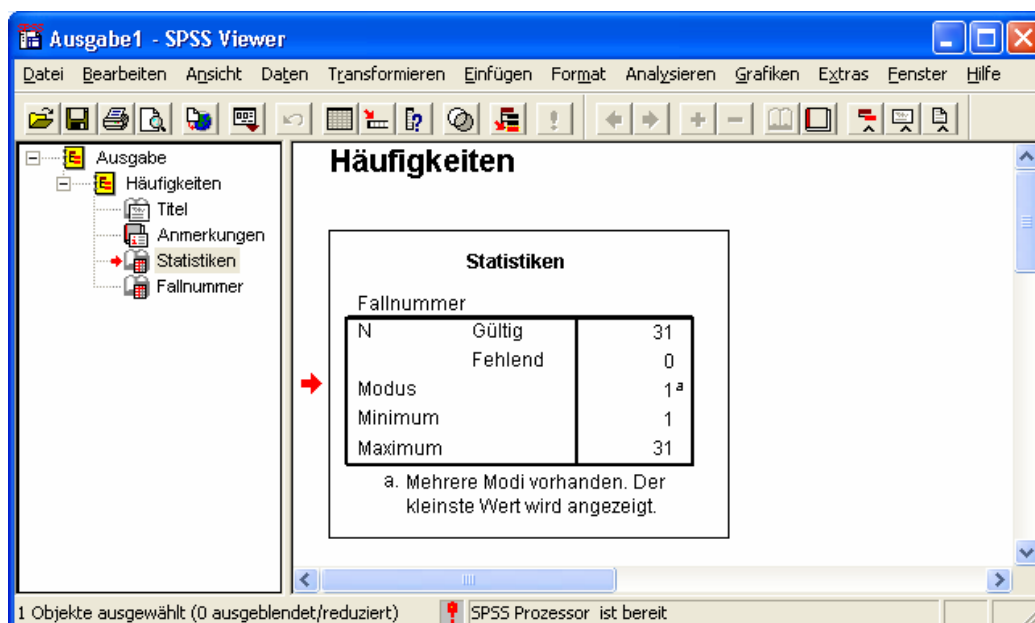 Ausgabe1 - SPSS Viewer
Datei Bearbeiten Ansicht Daten Transformieren Einfügen Format Analysieren Grafiken Extras Fenster Hilfe
Ausgabe
Häufigkeiten
Titel
Anmerkungen
Statistiken
Fallnummer
Häufigkeiten
Statistiken
Fallnummer
N Gültig 31
Fehlend 0
Modus 1a
Minimum 1
Maximum 31
a. Mehrere Modi vorhanden. Der
kleinste Wert wird angezeigt.
1 Objekte ausgewählt (0 ausgeblendet/reduziert) SPSS Prozessor ist bereit